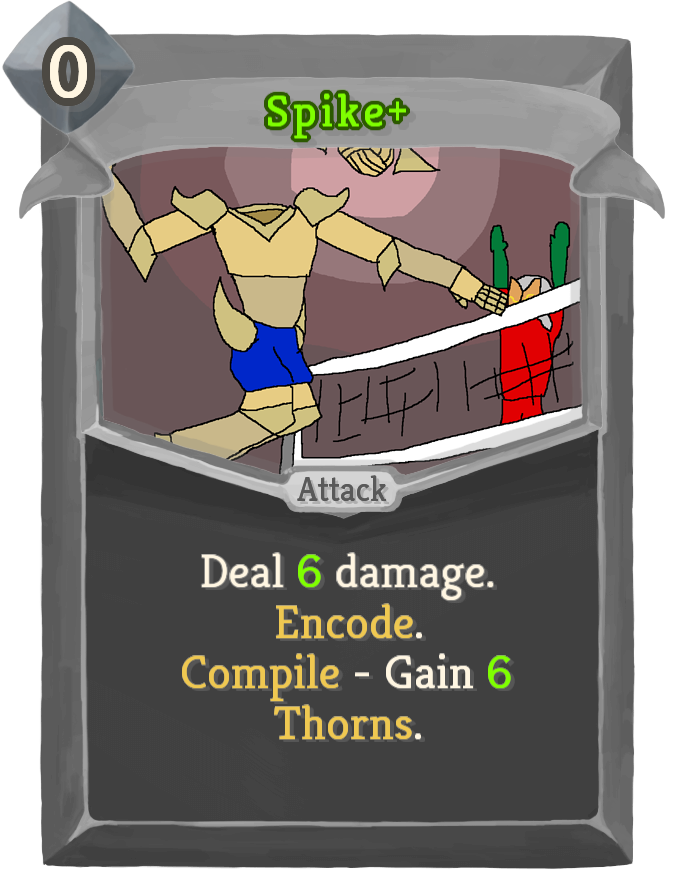 0
Spike+
Attack
Deal 6 damage.
Encode.
Compile - Gain 6
Thorns.